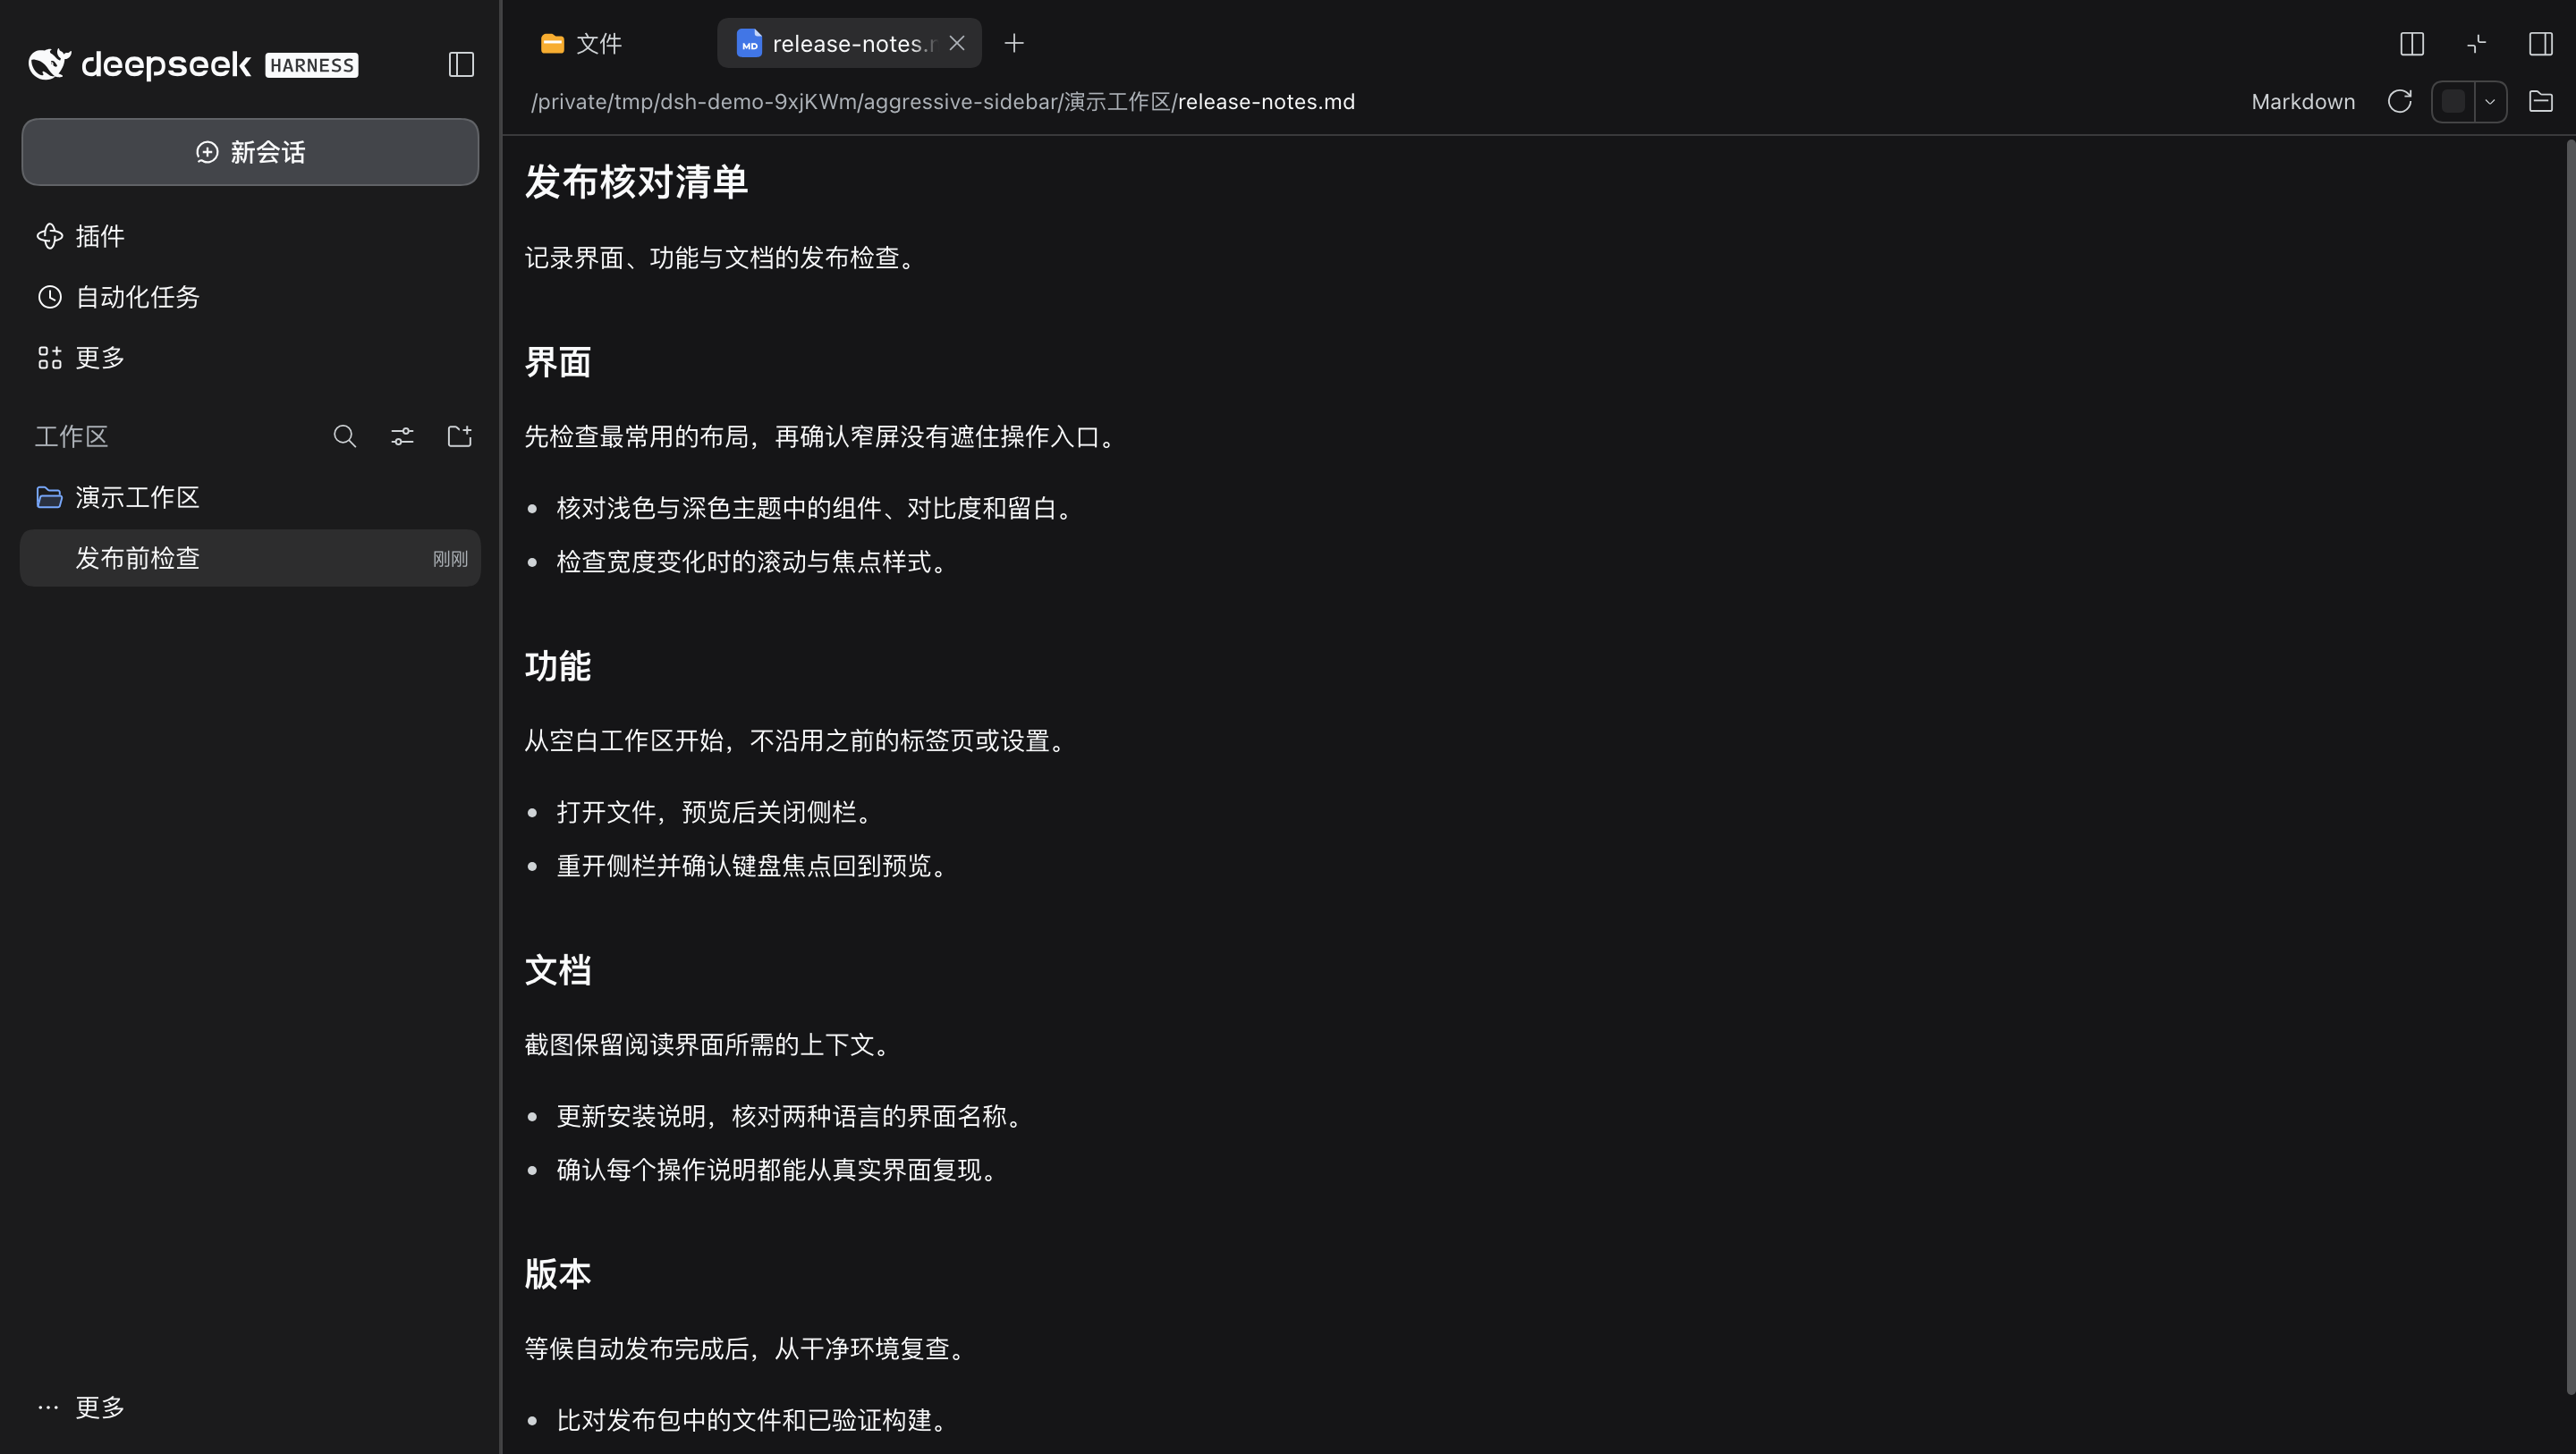 deepseek HARNESS
新会话
插件
自动化任务
更多
工作区
演示工作区
发布前检查 刚刚
更多
文件
release-notes.r
/private/tmp/dsh-demo-9xjKWm/aggressive-sidebar/演示工作区/release-notes.md
Markdown
发布核对清单
记录界面、功能与文档的发布检查。
界面
先检查最常用的布局，再确认窄屏没有遮住操作入口。
核对浅色与深色主题中的组件、对比度和留白。
检查宽度变化时的滚动与焦点样式。
功能
从空白工作区开始，不沿用之前的标签页或设置。
打开文件，预览后关闭侧栏。
重开侧栏并确认键盘焦点回到预览。
文档
截图保留阅读界面所需的上下文。
更新安装说明，核对两种语言的界面名称。
确认每个操作说明都能从真实界面复现。
版本
等候自动发布完成后，从干净环境复查。
比对发布包中的文件和已验证构建。